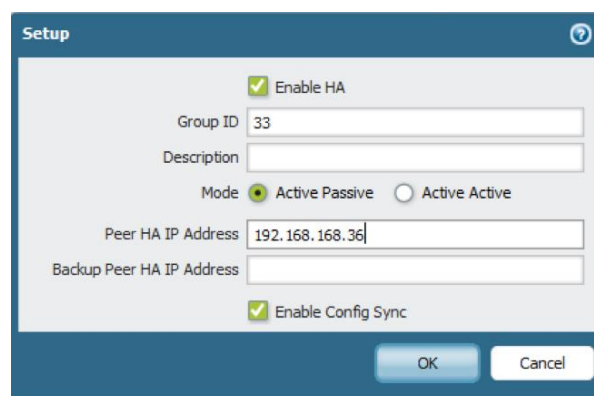 Setup
Enable HA
Group ID 33
Description
Mode Active Passive Active Active
Peer HA IP Address 192.168.168.36
Backup Peer HA IP Address
Enable Config Sync
OK Cancel